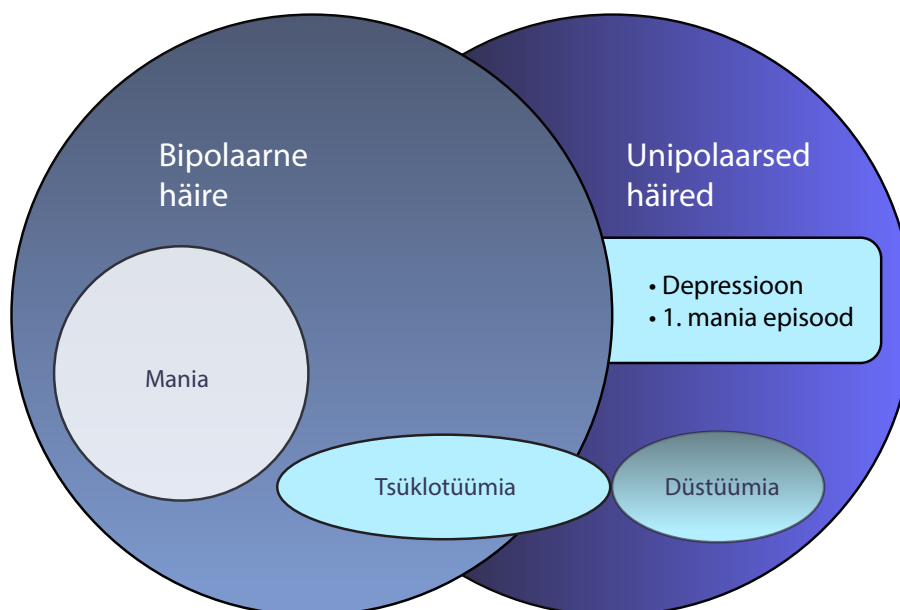 Bipolaarne
häire
Unipolaarsed
häired
• Depressioon
• 1. mania episood
Mania
Tsüklotüümia
Düstüümia